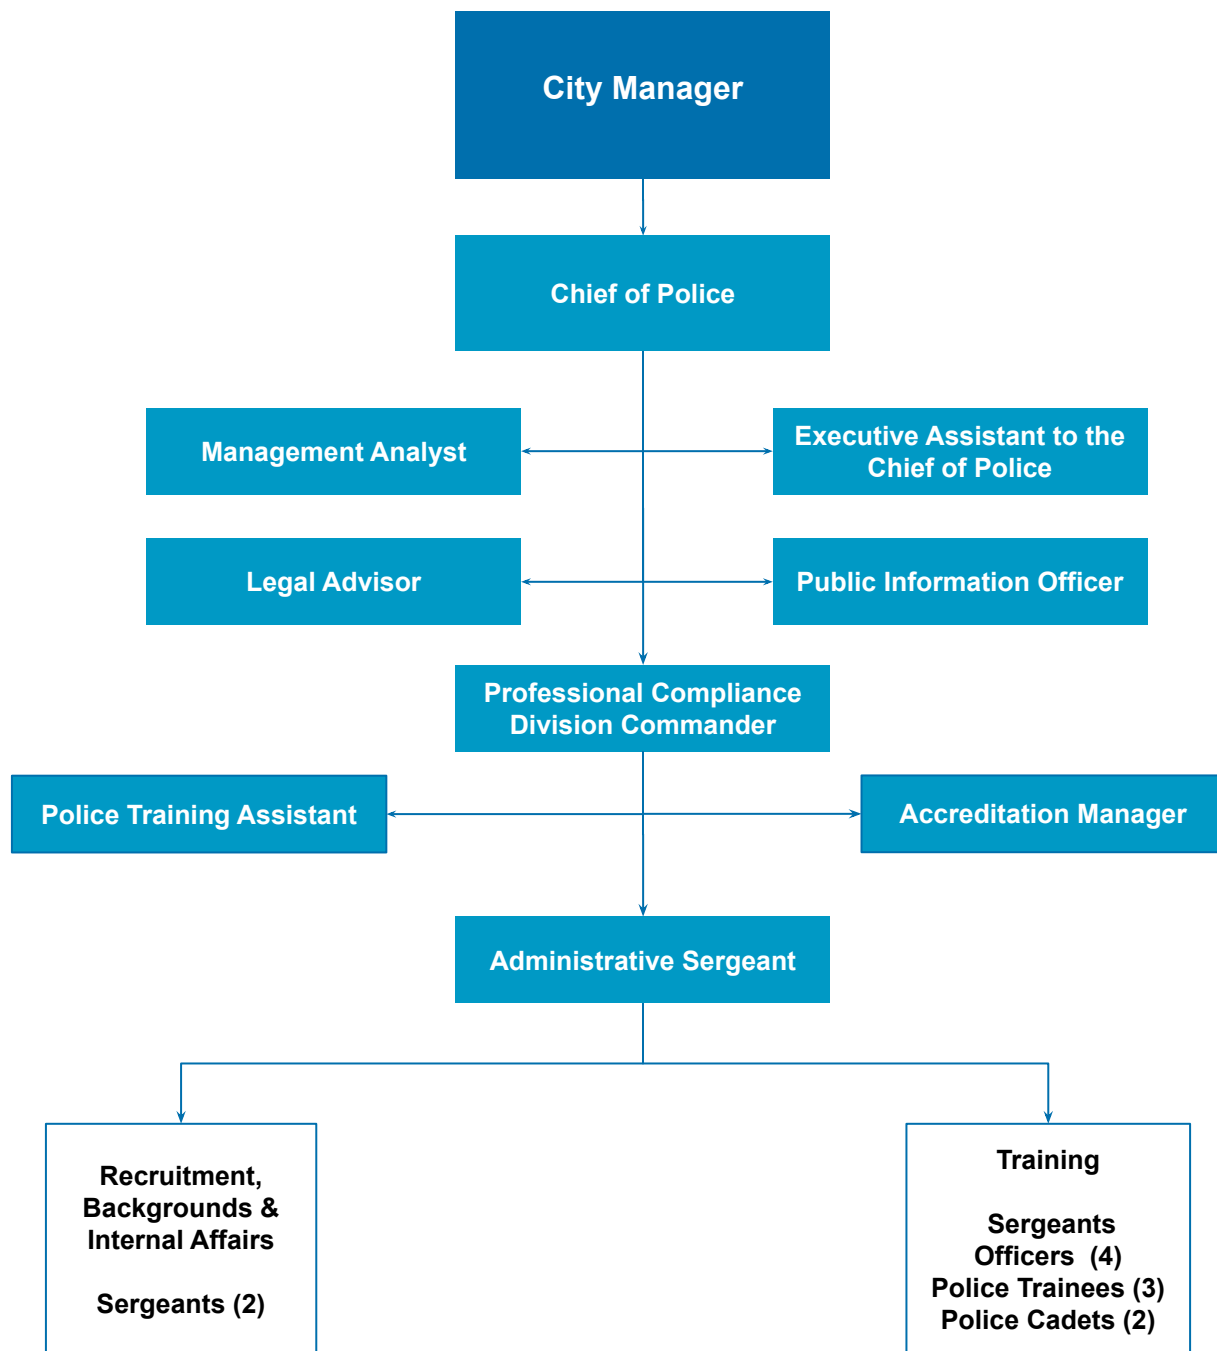 City Manager
Chief of Police
Management Analyst
Executive Assistant to the
Chief of Police
Legal Advisor
Public Information Officer
Professional Compliance
Division Commander
Police Training Assistant
Accreditation Manager
Administrative Sergeant
Recruitment,
Backgrounds &
Internal Affairs
Sergeants (2)
Training
Sergeants
Officers (4)
Police Trainees (3)
Police Cadets (2)